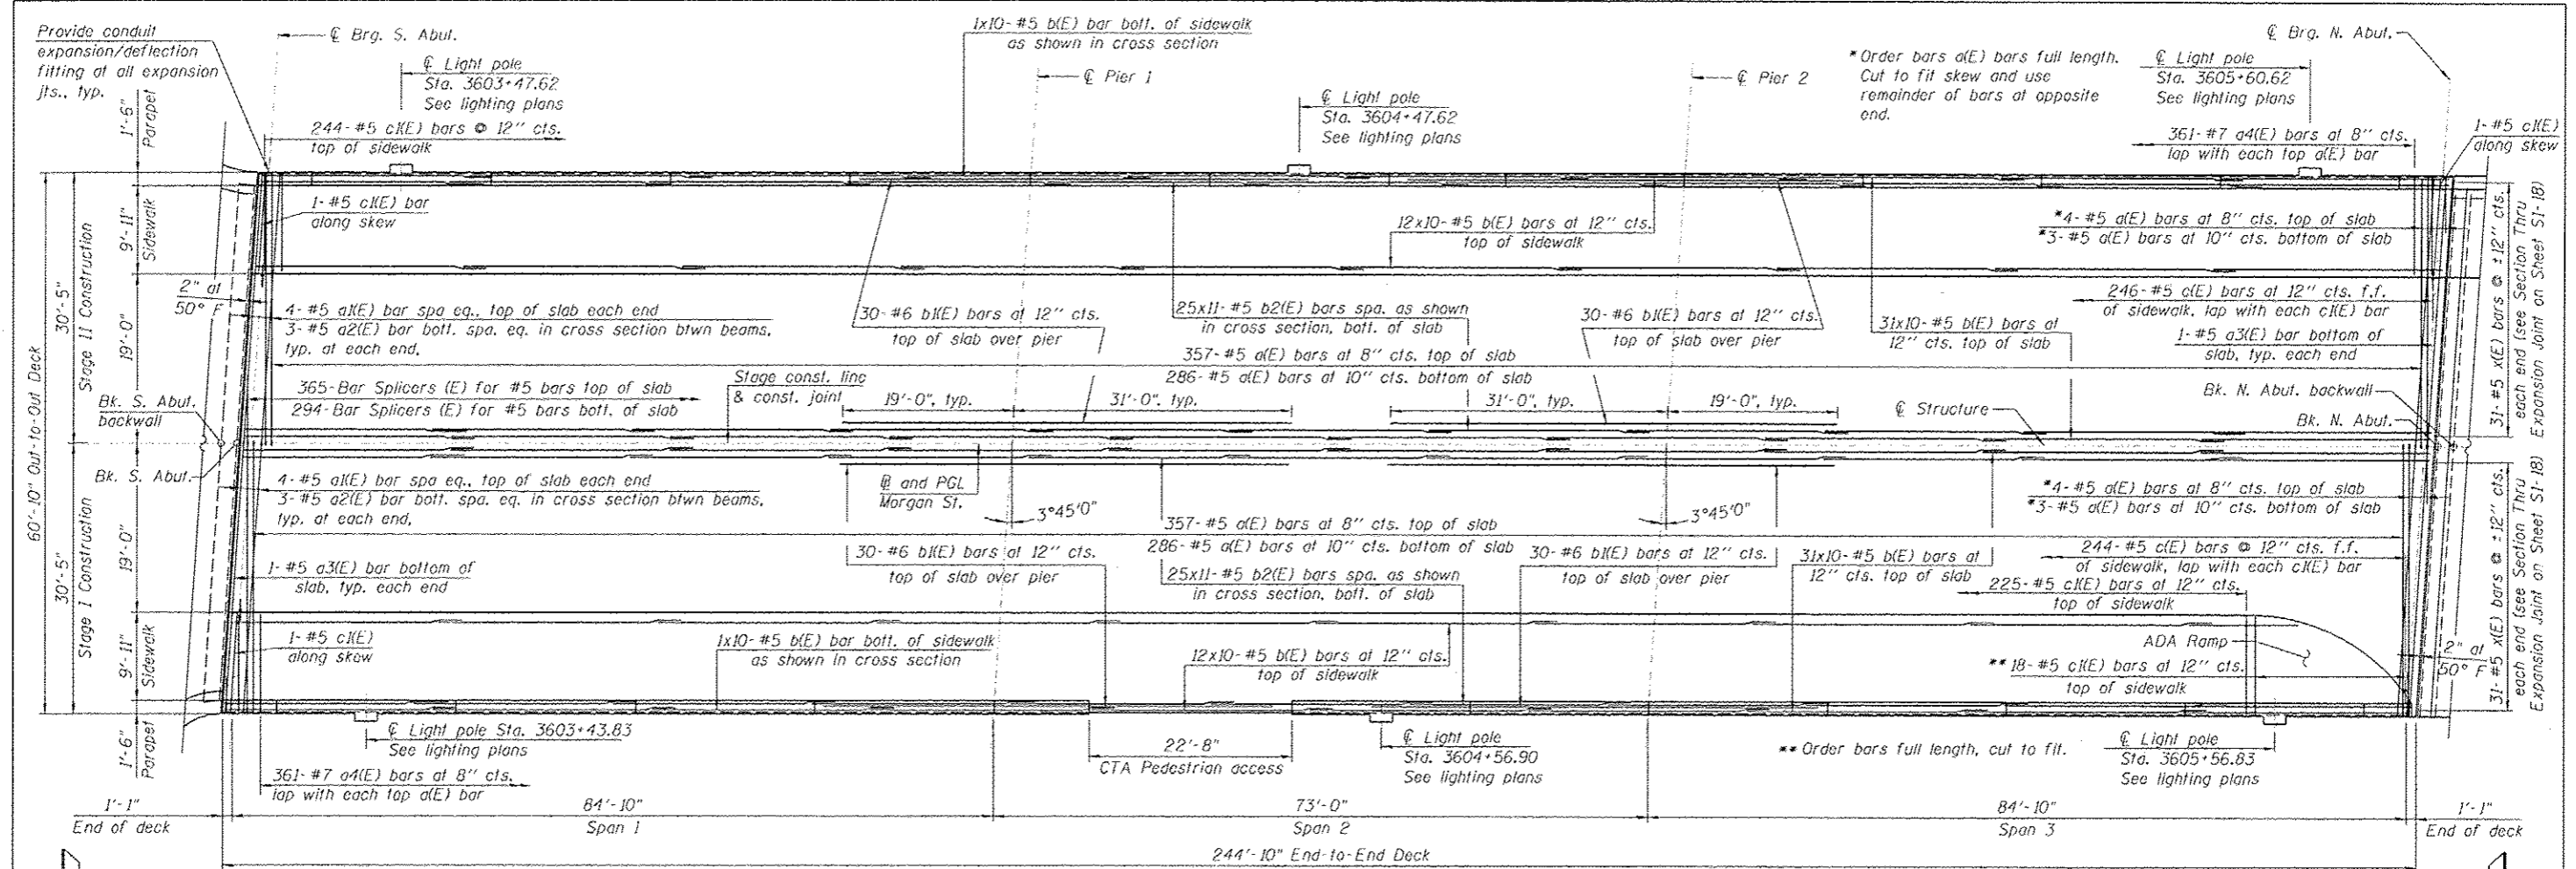 Provide conduit
expansion/deflection
fitting at all expansion
jts., typ.
℄ Brg. S. Abut.
℄ Light pole
Sta. 3603+47.62
See lighting plans
244-#5 c1(E) bars @ 12" cts.
top of sidewalk
1x10-#5 b(E) bar bott. of sidewalk
as shown in cross section
℄ Pier 1
℄ Light pole
Sta. 3604+47.62
See lighting plans
℄ Pier 2
*Order bars a(E) bars full length.
Cut to fit skew and use
remainder of bars at opposite
end.
℄ Light pole
Sta. 3605+60.62
See lighting plans
℄ Brg. N. Abut.
361-#7 a4(E) bars at 8" cts.
lap with each top a(E) bar
1-#5 c1(E)
along skew
1'-6"
Parapet
9'-11"
Sidewalk
19'-0"
30'-5"
Stage II Construction
60'-10" Out-to-Out Deck
1-#5 c1(E) bar
along skew
12x10-#5 b(E) bars at 12" cts.
top of sidewalk
*4-#5 a(E) bars at 8" cts. top of slab
*3-#5 a(E) bars at 10" cts. bottom of slab
2" at
50° F
4-#5 a1(E) bar spa eq., top of slab each end
3-#5 a2(E) bar bott. spa. eq. in cross section btwn beams,
typ. at each end.
30-#6 b1(E) bars at 12" cts.
top of slab over pier
25x11-#5 b2(E) bars spa. as shown
in cross section, bott. of slab
30-#6 b1(E) bars at 12" cts.
top of slab over pier
31x10-#5 b(E) bars at
12" cts. top of slab
246-#5 c(E) bars at 12" cts. f.f.
of sidewalk, lap with each c1(E) bar
1-#5 a3(E) bar bottom of
slab, typ. each end
357-#5 a(E) bars at 8" cts. top of slab
286-#5 a(E) bars at 10" cts. bottom of slab
365-Bar Splicers (E) for #5 bars top of slab
294-Bar Splicers (E) for #5 bars bott. of slab
Stage const. line
& const. joint
19'-0", typ.
31'-0", typ.
31'-0", typ.
19'-0", typ.
℄ Structure
Bk. N. Abut. backwall
Bk. N. Abut.
31-#5 x(E) bars @ ±12" cts.
each end (see Section Thru
Expansion Joint on Sheet S1-18)
Bk. S. Abut.
backwall
Bk. S. Abut.
4-#5 a1(E) bar spa eq., top of slab each end
3-#5 a2(E) bar bott. spa. eq. in cross section btwn beams,
typ. at each end.
℄ and PGL
Morgan St.
3°45'0"
3°45'0"
*4-#5 a(E) bars at 8" cts. top of slab
*3-#5 a(E) bars at 10" cts. bottom of slab
357-#5 a(E) bars at 8" cts. top of slab
286-#5 a(E) bars at 10" cts. bottom of slab
30-#6 b1(E) bars at 12" cts.
top of slab over pier
25x11-#5 b2(E) bars spa. as shown
in cross section, bott. of slab
30-#6 b1(E) bars at 12" cts.
top of slab over pier
31x10-#5 b(E) bars at
12" cts. top of slab
244-#5 c(E) bars @ 12" cts. f.f.
of sidewalk, lap with each c1(E) bar
225-#5 c1(E) bars at 12" cts.
top of sidewalk
1-#5 a3(E) bar bottom of
slab, typ. each end
30'-5"
Stage I Construction
19'-0"
9'-11"
Sidewalk
1'-6"
Parapet
1-#5 c1(E)
along skew
1x10-#5 b(E) bar bott. of sidewalk
as shown in cross section
12x10-#5 b(E) bars at 12" cts.
top of sidewalk
ADA Ramp
**18-#5 c1(E) bars at 12" cts.
top of sidewalk
2" at
50° F
31-#5 x(E) bars @ ±12" cts.
each end (see Section Thru
Expansion Joint on Sheet S1-18)
℄ Light pole Sta. 3603+43.83
See lighting plans
22'-8"
CTA Pedestrian access
℄ Light pole
Sta. 3604+56.90
See lighting plans
**Order bars full length, cut to fit.
℄ Light pole
Sta. 3605+56.83
See lighting plans
361-#7 a4(E) bars at 8" cts.
lap with each top a(E) bar
1'-1"
End of deck
84'-10"
Span 1
73'-0"
Span 2
84'-10"
Span 3
1'-1"
End of deck
244'-10" End-to-End Deck